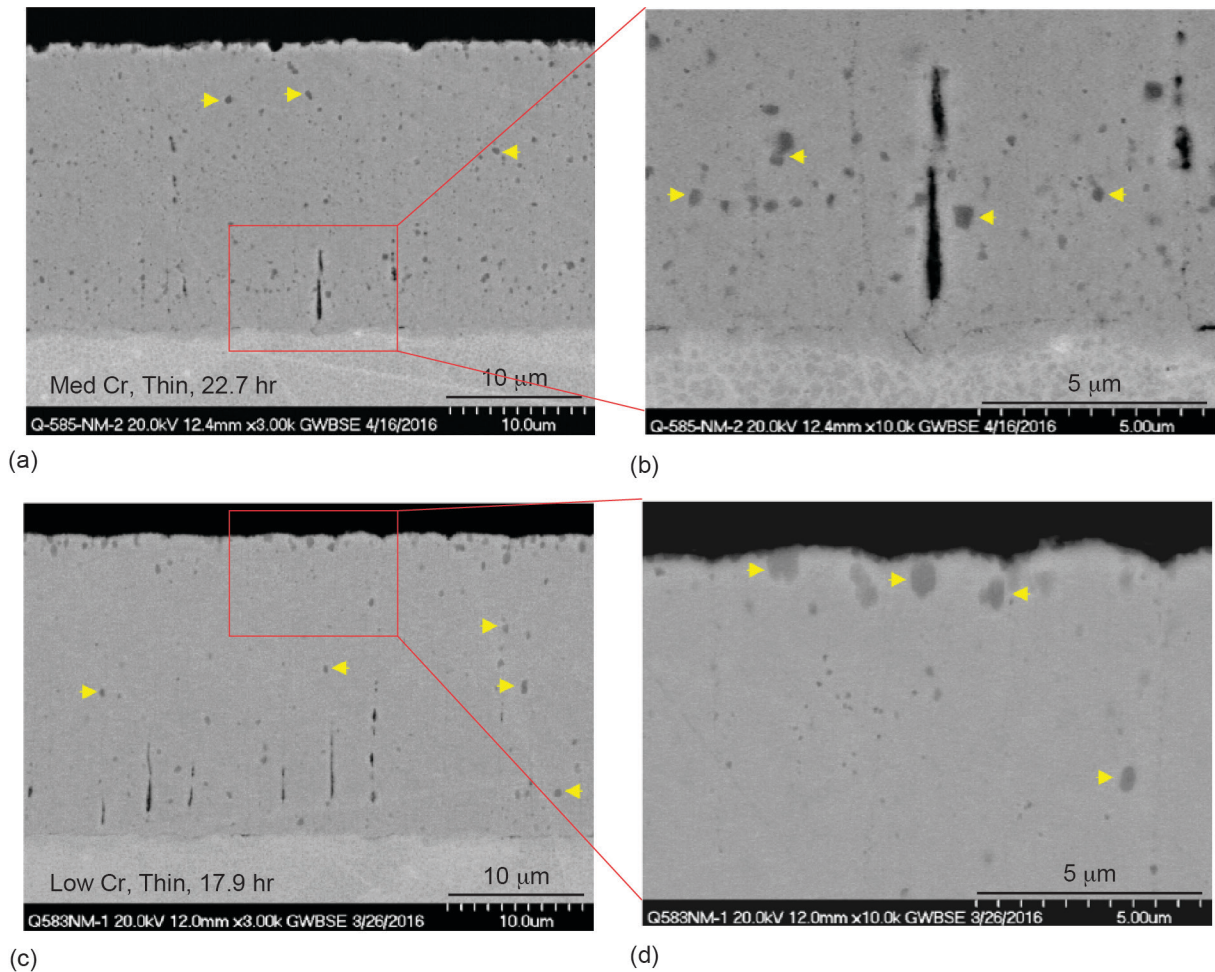 Med Cr, Thin, 22.7 hr
10 μm
Q-585-NM-2 20.0kV 12.4mm x3.00k GWBSE 4/16/2016 10.0um
(a)
5 μm
Q-585-NM-2 20.0kV 12.4mm x10.0k GWBSE 4/16/2016 5.00um
(b)
Low Cr, Thin, 17.9 hr
10 μm
Q583NM-1 20.0kV 12.0mm x3.00k GWBSE 3/26/2016 10.0um
(c)
5 μm
Q583NM-1 20.0kV 12.0mm x10.0k GWBSE 3/26/2016 5.00um
(d)